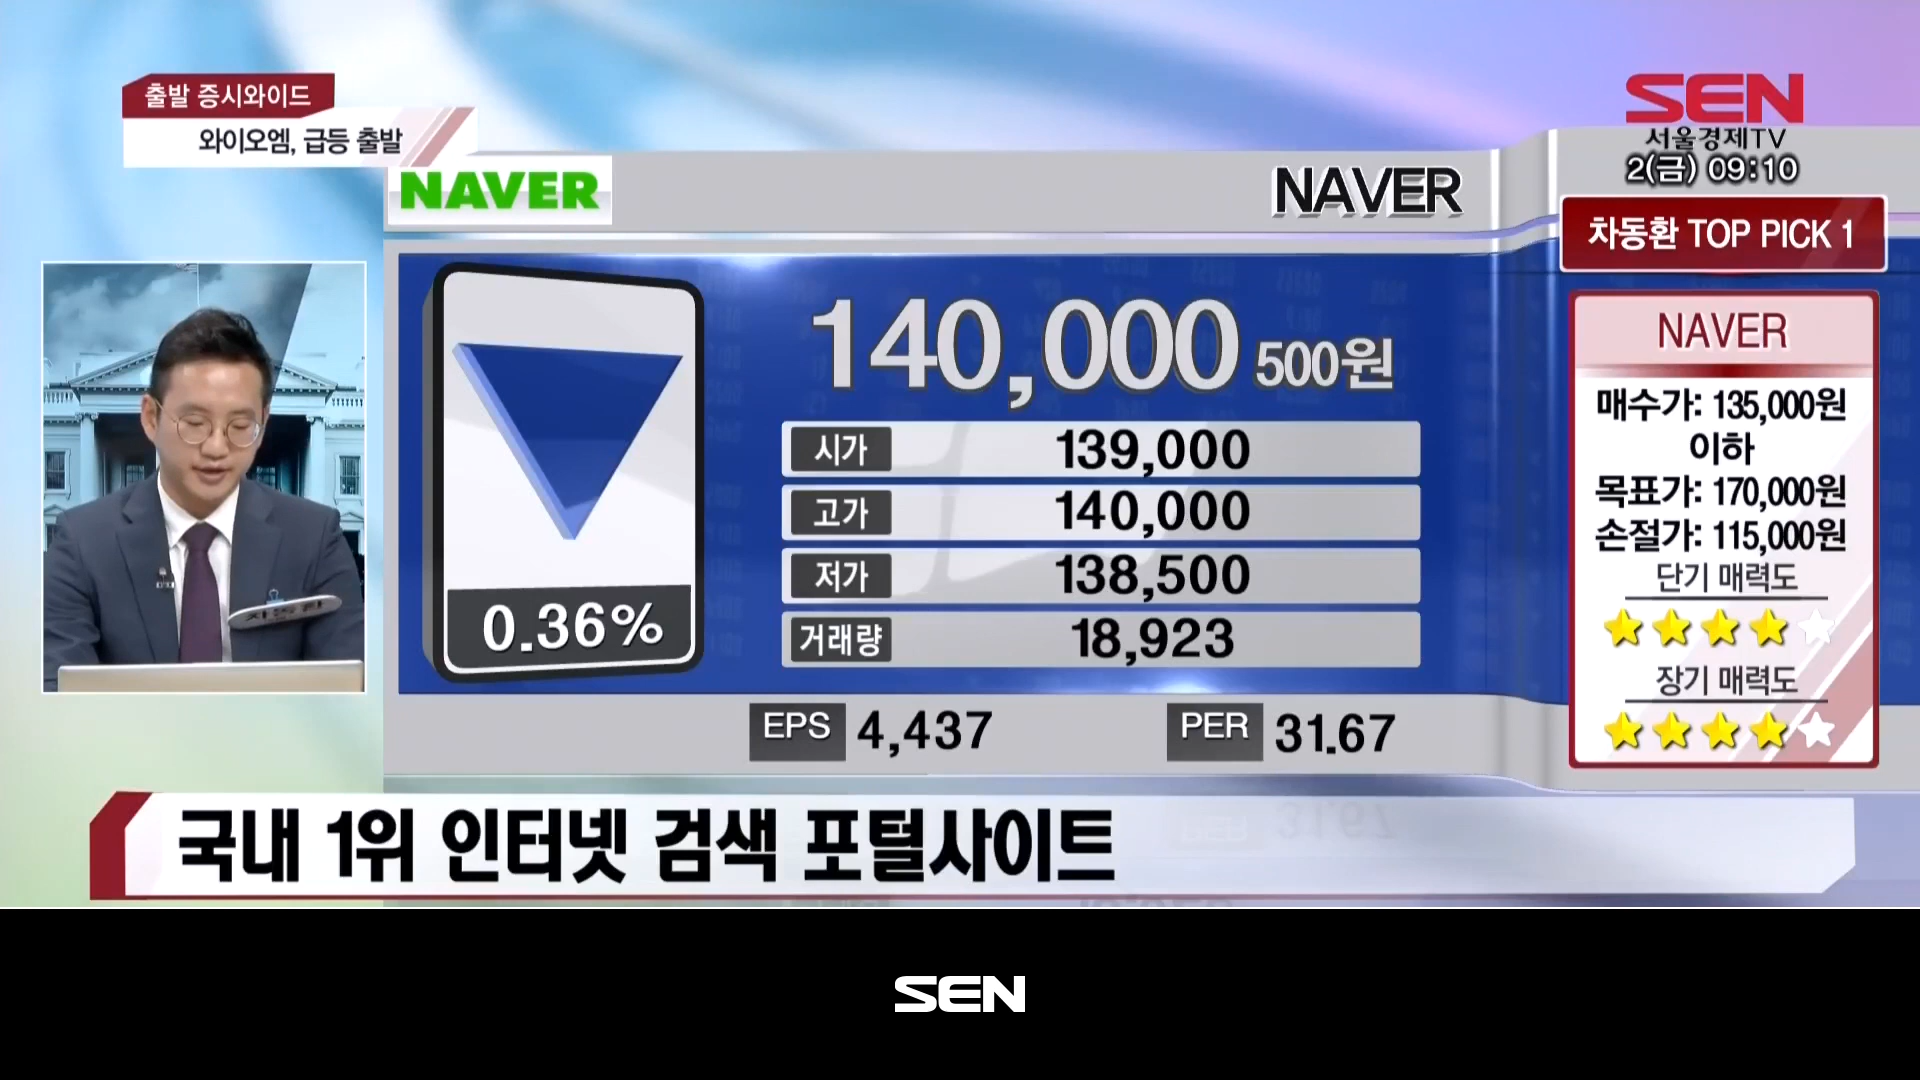 출발 증시와이드
와이오엠, 급등 출발
SEN
서울경제TV
2(금) 09:10
NAVER
NAVER
차동환 TOP PICK 1
140,000 500원
0.36%
시가 139,000
고가 140,000
저가 138,500
거래량 18,923
EPS 4,437
PER 31.67
NAVER
매수가: 135,000원
이하
목표가: 170,000원
손절가: 115,000원
단기 매력도
장기 매력도
차동환
국내 1위 인터넷 검색 포털사이트
SEN